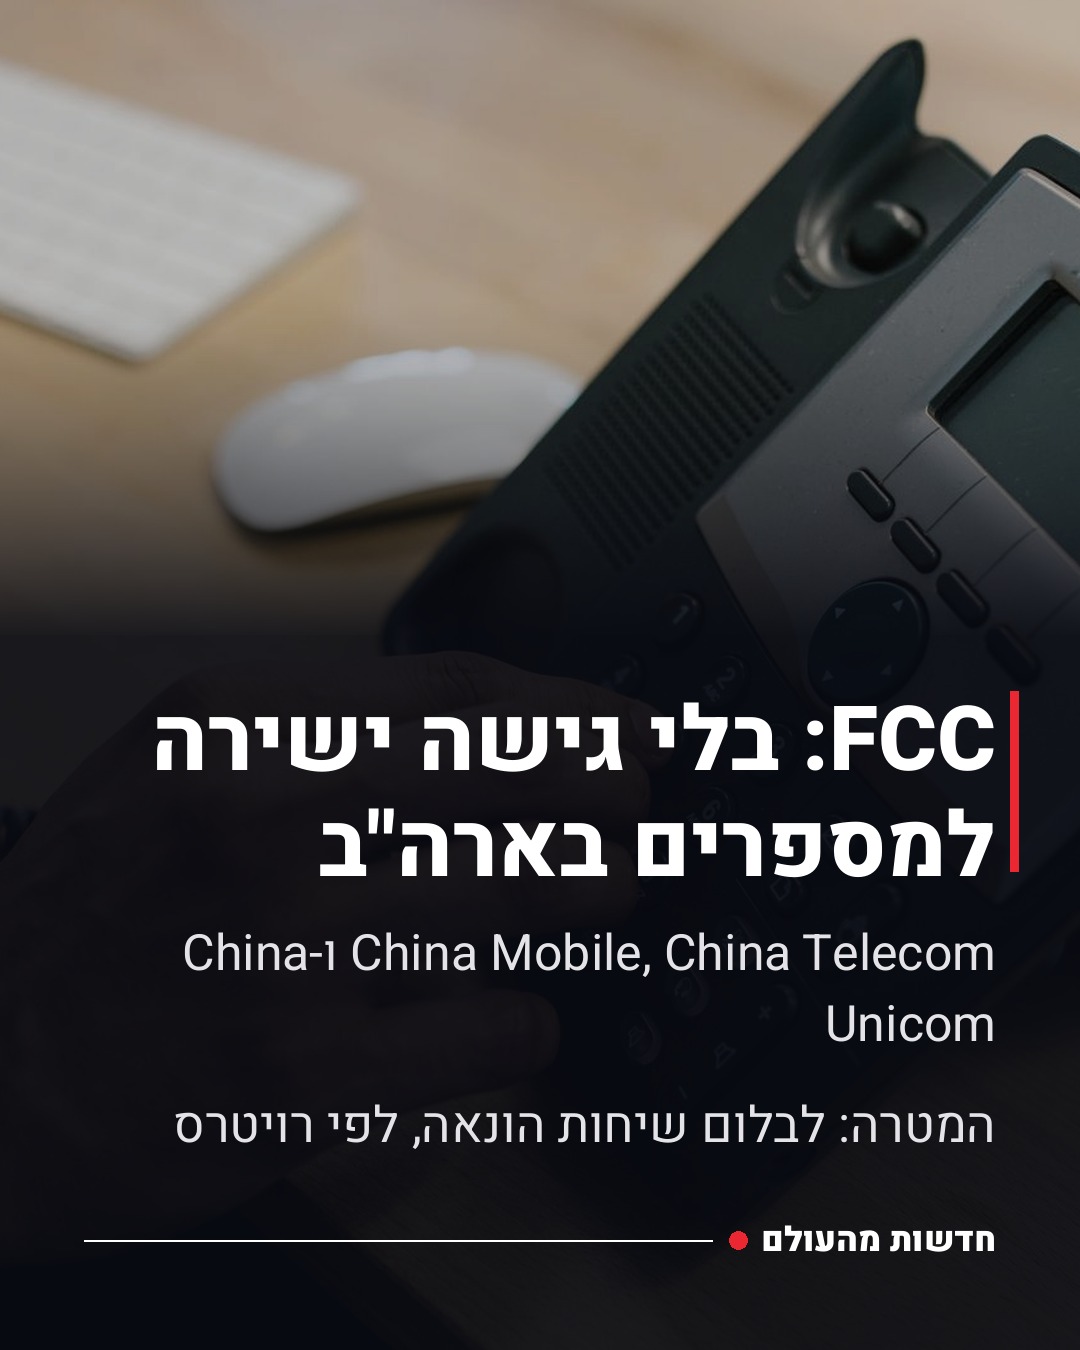 FCC: בלי גישה ישירה
למספרים בארה"ב
China Mobile, China Telecom ו-China
Unicom
המטרה: לבלום שיחות הונאה, לפי רויטרס
חדשות מהעולם